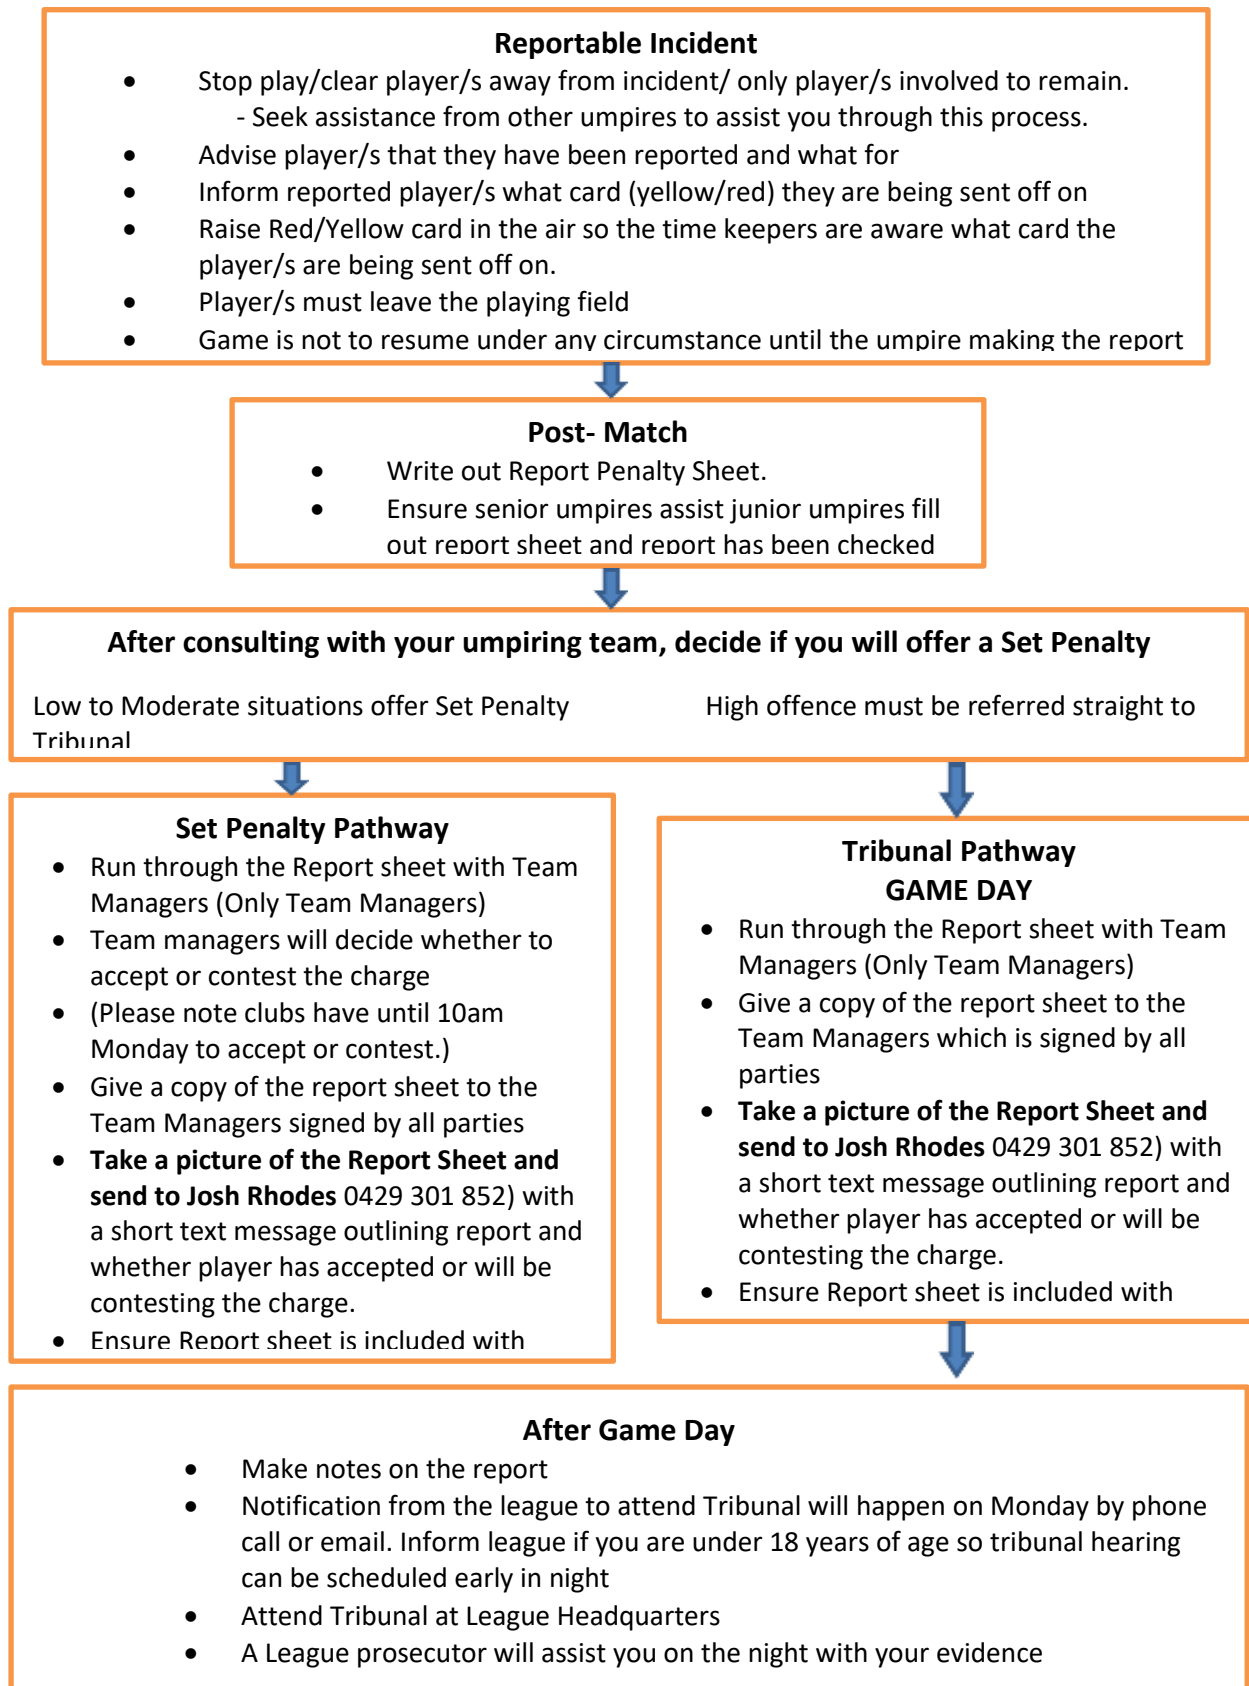 Reportable Incident
• Stop play/clear player/s away from incident/ only player/s involved to remain.
- Seek assistance from other umpires to assist you through this process.
• Advise player/s that they have been reported and what for
• Inform reported player/s what card (yellow/red) they are being sent off on
• Raise Red/Yellow card in the air so the time keepers are aware what card the
player/s are being sent off on.
• Player/s must leave the playing field
• Game is not to resume under any circumstance until the umpire making the report
Post- Match
• Write out Report Penalty Sheet.
• Ensure senior umpires assist junior umpires fill
out report sheet and report has been checked
After consulting with your umpiring team, decide if you will offer a Set Penalty
Low to Moderate situations offer Set Penalty High offence must be referred straight to
Tribunal
Set Penalty Pathway
• Run through the Report sheet with Team
Managers (Only Team Managers)
• Team managers will decide whether to
accept or contest the charge
• (Please note clubs have until 10am
Monday to accept or contest.)
• Give a copy of the report sheet to the
Team Managers signed by all parties
• Take a picture of the Report Sheet and
send to Josh Rhodes 0429 301 852) with
a short text message outlining report and
whether player has accepted or will be
contesting the charge.
• Ensure Report sheet is included with
Tribunal Pathway
GAME DAY
• Run through the Report sheet with Team
Managers (Only Team Managers)
• Give a copy of the report sheet to the
Team Managers which is signed by all
parties
• Take a picture of the Report Sheet and
send to Josh Rhodes 0429 301 852) with
a short text message outlining report and
whether player has accepted or will be
contesting the charge.
• Ensure Report sheet is included with
After Game Day
• Make notes on the report
• Notification from the league to attend Tribunal will happen on Monday by phone
call or email. Inform league if you are under 18 years of age so tribunal hearing
can be scheduled early in night
• Attend Tribunal at League Headquarters
• A League prosecutor will assist you on the night with your evidence